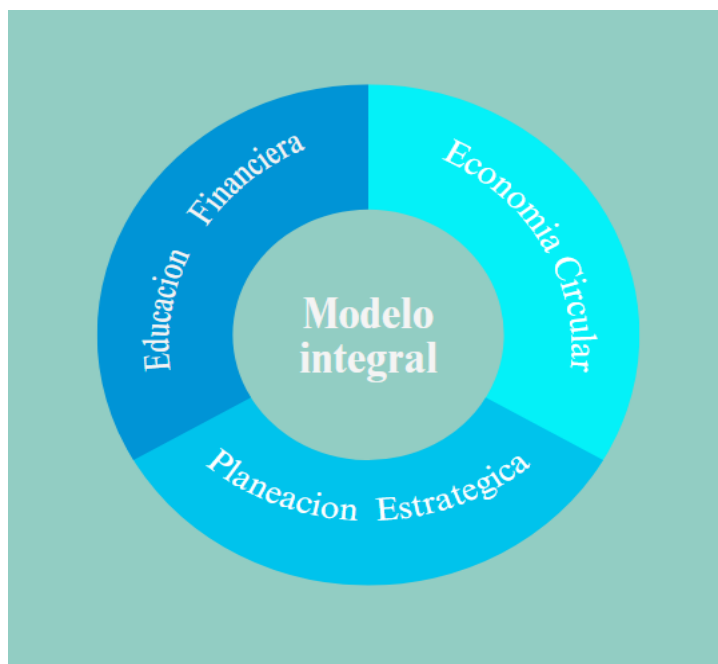 Educacion Financiera
Economia Circular
Modelo
integral
Planeacion Estrategica